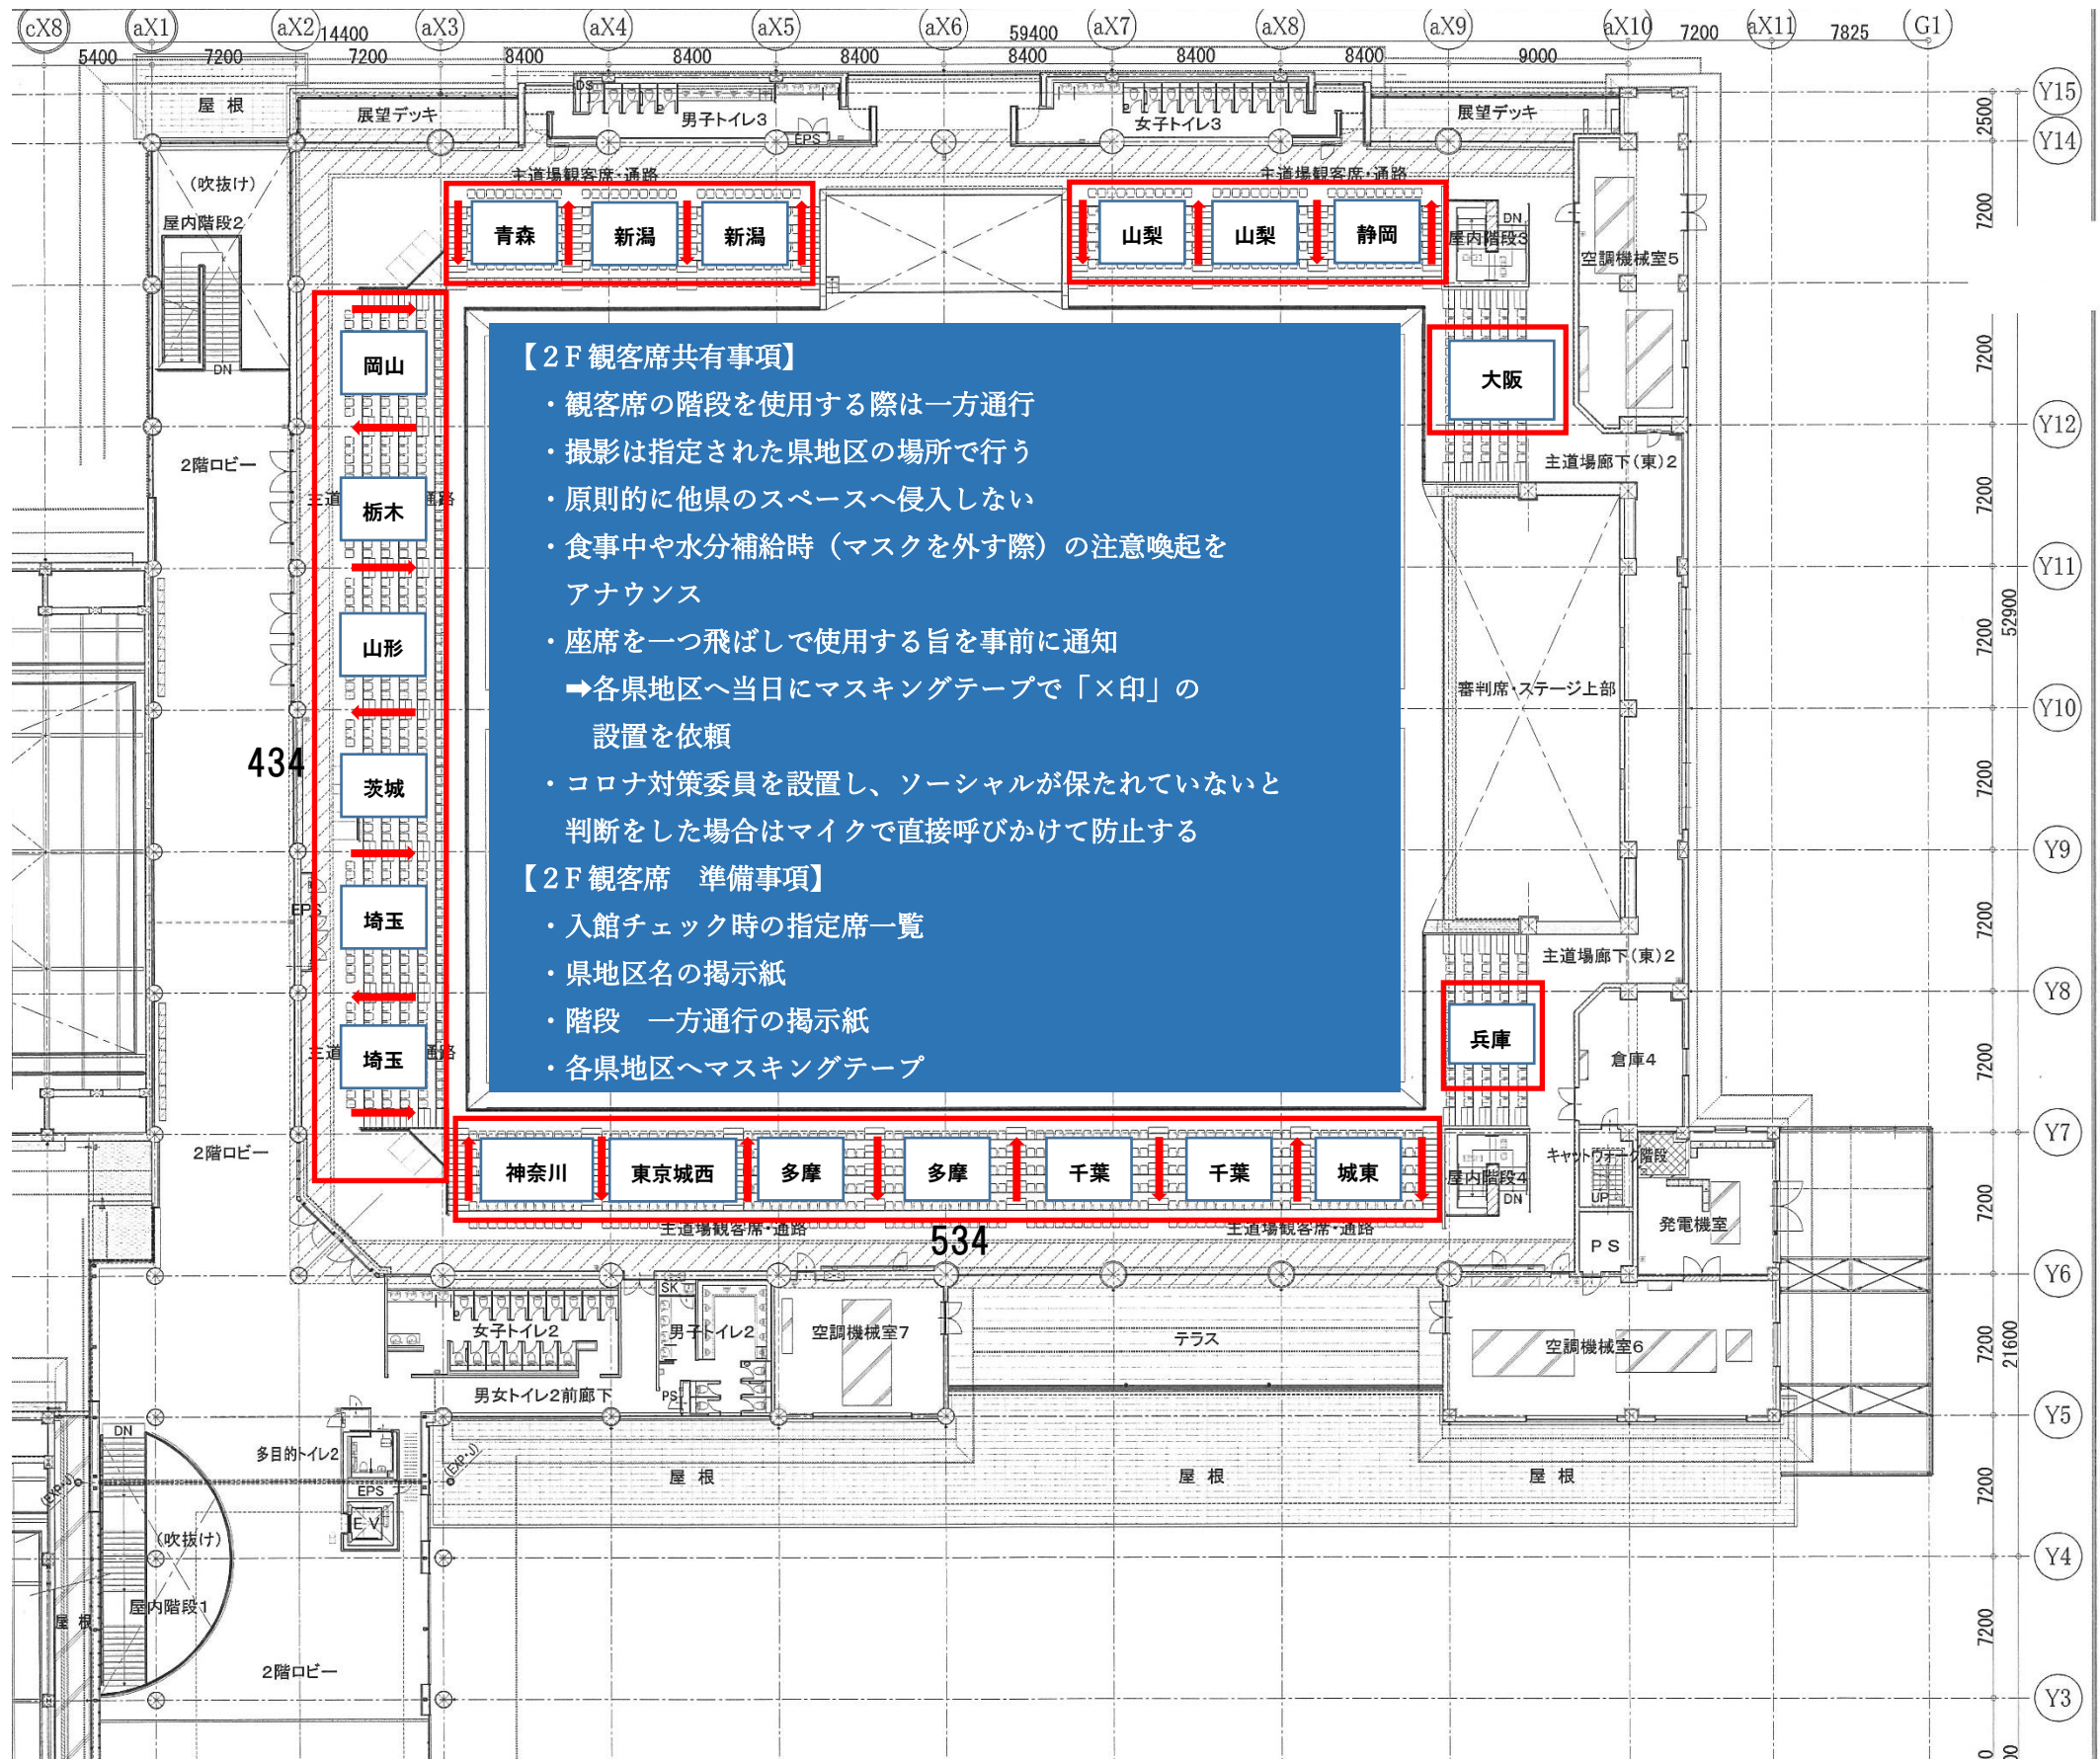 cX8 aX1 aX2 aX3 aX4 aX5 aX6 aX7 aX8 aX9 aX10 aX11 G1
14400 59400 7200 7825
5400 7200 7200 8400 8400 8400 8400 8400 8400 9000
屋根
展望デッキ
DS
男子トイレ3
EPS
女子トイレ3
展望デッキ
Y15
2500
Y14
(吹抜け)
屋内階段2
DN
主道場観客席・通路
主道場観客席・通路
青森
新潟
新潟
山梨
山梨
静岡
DN
屋内階段3
空調機械室5
7200
岡山
大阪
7200
Y12
2階ロビー
栃木
主道場廊下(東)2
7200
Y11
山形
7200
52900
審判席・ステージ上部
Y10
434
茨城
7200
Y9
EPS
埼玉
7200
主道場廊下(東)2
Y8
埼玉
兵庫
倉庫4
7200
Y7
【２Ｆ観客席共有事項】
・観客席の階段を使用する際は一方通行
・撮影は指定された県地区の場所で行う
・原則的に他県のスペースへ侵入しない
・食事中や水分補給時（マスクを外す際）の注意喚起を
アナウンス
・座席を一つ飛ばしで使用する旨を事前に通知
➡各県地区へ当日にマスキングテープで「×印」の
設置を依頼
・コロナ対策委員を設置し、ソーシャルが保たれていないと
判断をした場合はマイクで直接呼びかけて防止する
【２Ｆ観客席　準備事項】
・入館チェック時の指定席一覧
・県地区名の掲示紙
・階段　一方通行の掲示紙
・各県地区へマスキングテープ
2階ロビー
神奈川
東京城西
多摩
多摩
千葉
千葉
城東
屋内階段4
DN
キャットウォーク階段
UP
発電機室
PS
7200
主道場観客席・通路
534
主道場観客席・通路
Y6
女子トイレ2
SK
男子トイレ2
空調機械室7
テラス
空調機械室6
7200
21600
男女トイレ2前廊下
PS
Y5
DN
多目的トイレ2
(EXP・J)
(EXP・J)
EPS
EV
屋根
屋根
屋根
7200
(吹抜け)
Y4
屋内階段1
屋根
7200
2階ロビー
Y3